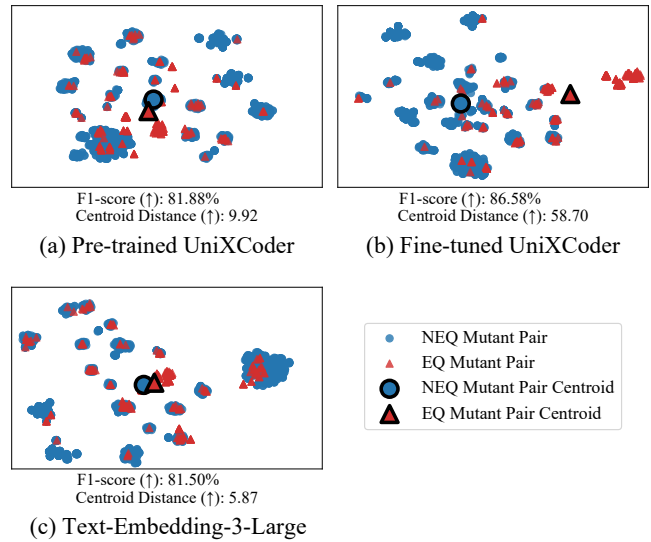 F1-score (↑): 81.88%
Centroid Distance (↑): 9.92
(a) Pre-trained UniXCoder
F1-score (↑): 86.58%
Centroid Distance (↑): 58.70
(b) Fine-tuned UniXCoder
F1-score (↑): 81.50%
Centroid Distance (↑): 5.87
(c) Text-Embedding-3-Large
NEQ Mutant Pair
EQ Mutant Pair
NEQ Mutant Pair Centroid
EQ Mutant Pair Centroid